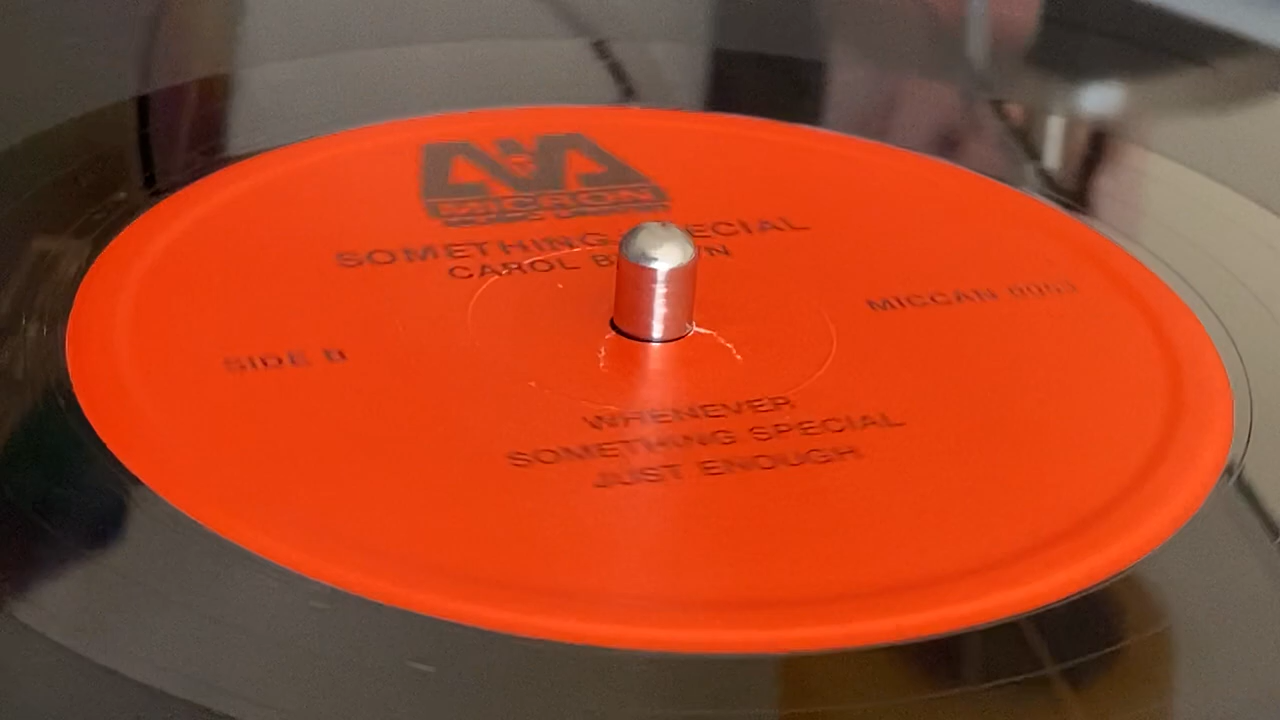 MICRON
SOMETHING SPECIAL
CAROL BROWN
MICCAN
SIDE B
WHENEVER
SOMETHING SPECIAL
JUST ENOUGH